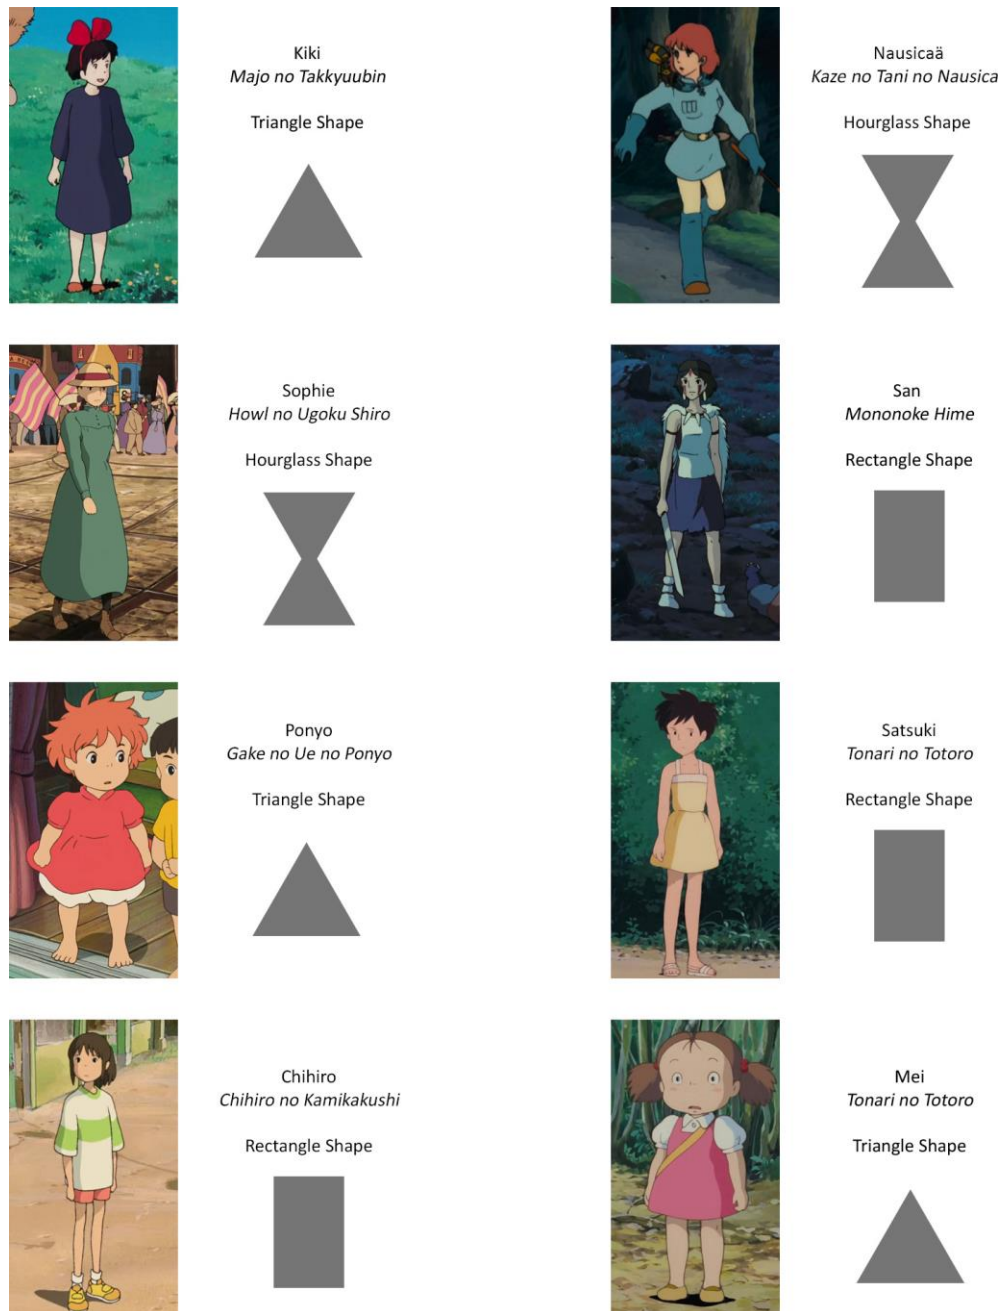 Kiki
Majo no Takkyuubin
Triangle Shape
Nausicaä
Kaze no Tani no Nausica
Hourglass Shape
Sophie
Howl no Ugoku Shiro
Hourglass Shape
San
Mononoke Hime
Rectangle Shape
Ponyo
Gake no Ue no Ponyo
Triangle Shape
Satsuki
Tonari no Totoro
Rectangle Shape
Chihiro
Chihiro no Kamikakushi
Rectangle Shape
Mei
Tonari no Totoro
Triangle Shape